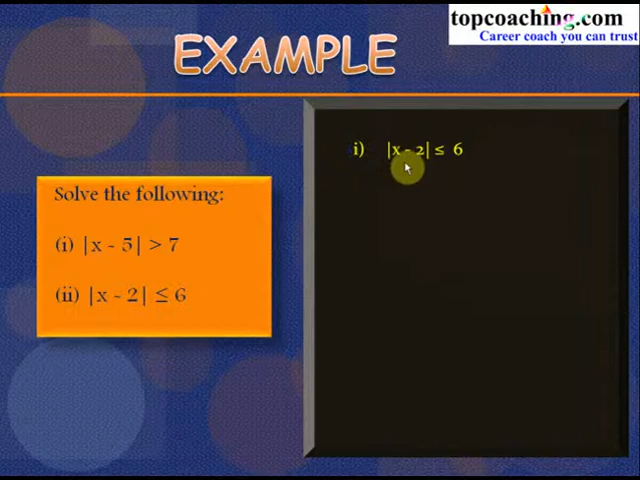 topcoaching.com
Career coach you can trust
EXAMPLE
Solve the following:
(i) |x - 5| > 7
(ii) |x - 2| ≤ 6
i) |x - 2| ≤ 6